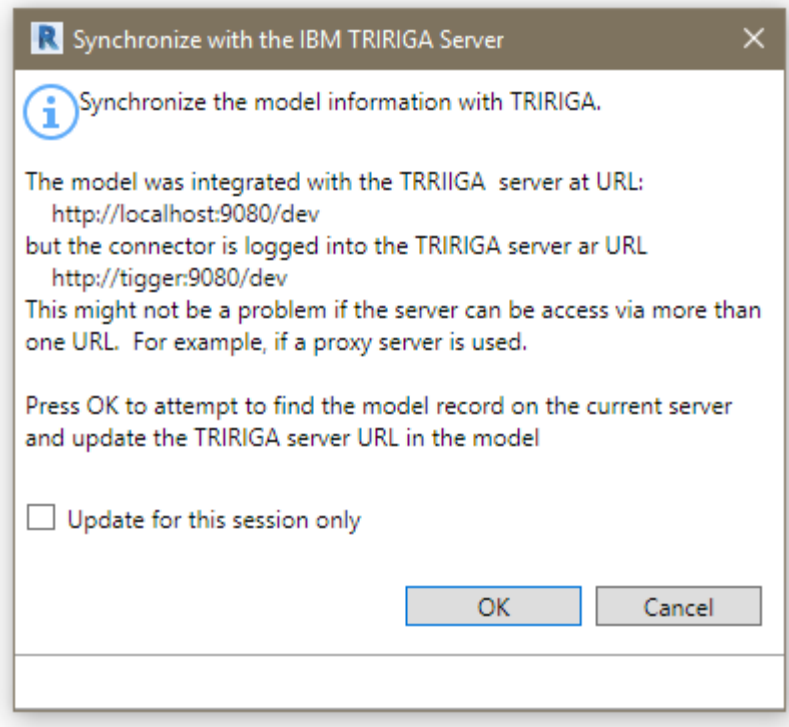 R Synchronize with the IBM TRIRIGA Server
Synchronize the model information with TRIRIGA.
The model was integrated with the TRRIIGA  server at URL:
http://localhost:9080/dev
but the connector is logged into the TRIRIGA server ar URL
http://tigger:9080/dev
This might not be a problem if the server can be access via more than
one URL.  For example, if a proxy server is used.
Press OK to attempt to find the model record on the current server
and update the TRIRIGA server URL in the model
Update for this session only
OK
Cancel